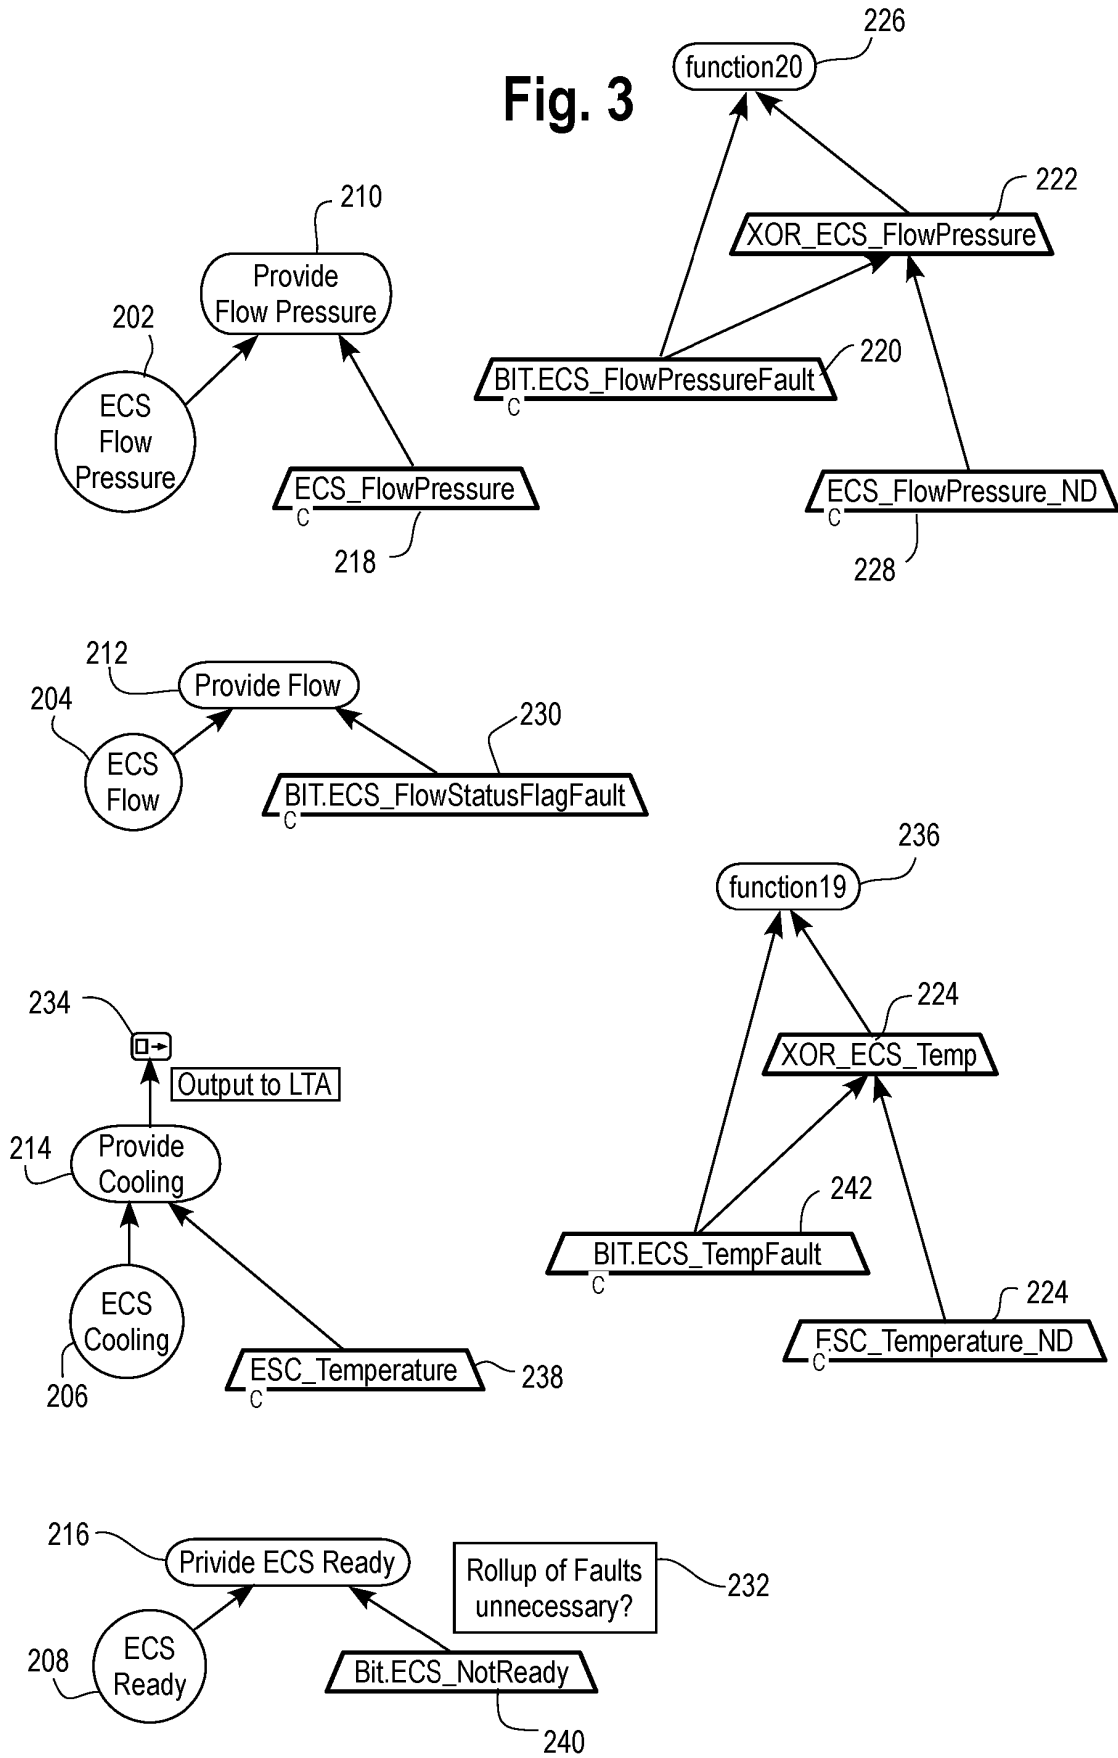 226
function20
Fig. 3
222
XOR_ECS_FlowPressure
210
Provide
Flow Pressure
202
ECS
Flow
Pressure
220
BIT.ECS_FlowPressureFault
C
ECS_FlowPressure
C
218
ECS_FlowPressure_ND
C
228
212
Provide Flow
204
ECS
Flow
230
BIT.ECS_FlowStatusFlagFault
C
236
function19
234
Output to LTA
224
XOR_ECS_Temp
214
Provide
Cooling
242
BIT.ECS_TempFault
C
ECS
Cooling
206
ESC_Temperature
C
238
224
ESC_Temperature_ND
C
216
Privide ECS Ready
Rollup of Faults
unnecessary?
232
208
ECS
Ready
Bit.ECS_NotReady
240